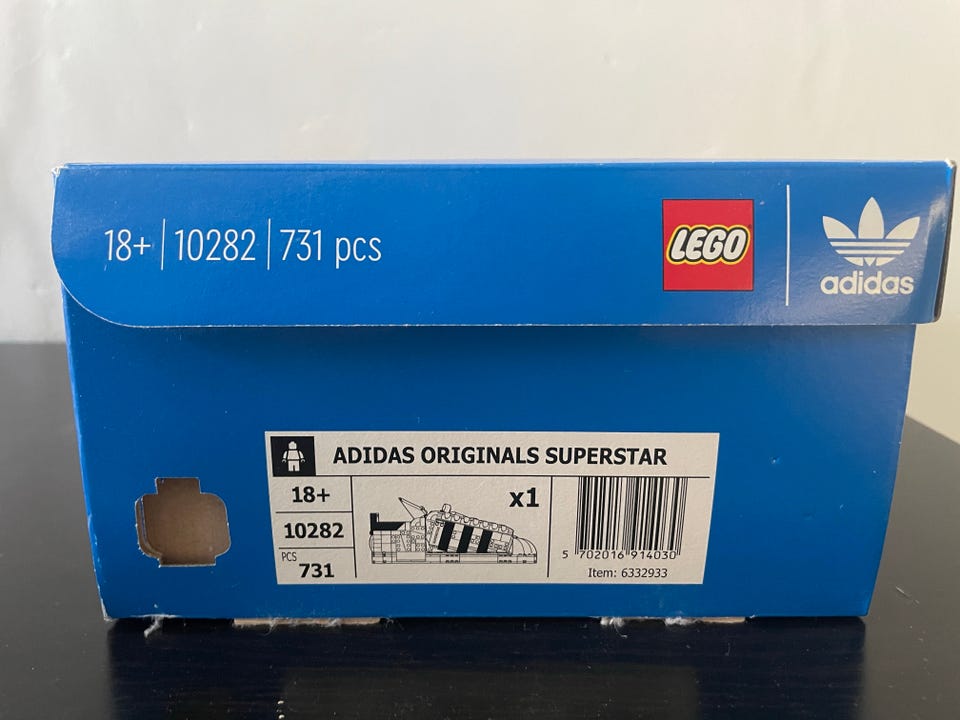 18+ | 10282 | 731 pcs
LEGO
adidas
ADIDAS ORIGINALS SUPERSTAR
18+
10282
PCS
731
x1
5 702016 914030
Item: 6332933